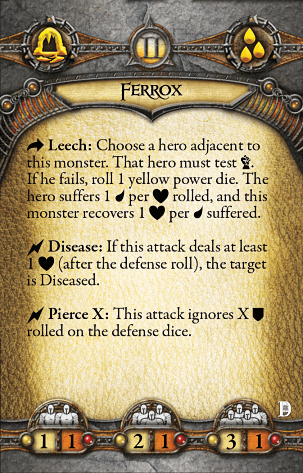 II
FERROX
Leech: Choose a hero adjacent to
this monster. That hero must test .
If he fails, roll 1 yellow power die. The
hero suffers 1 per rolled, and this
monster recovers 1 per suffered.
Disease: If this attack deals at least
1 (after the defense roll), the target
is Diseased.
Pierce X: This attack ignores X
rolled on the defense dice.
D
1 1 2 1 3 1